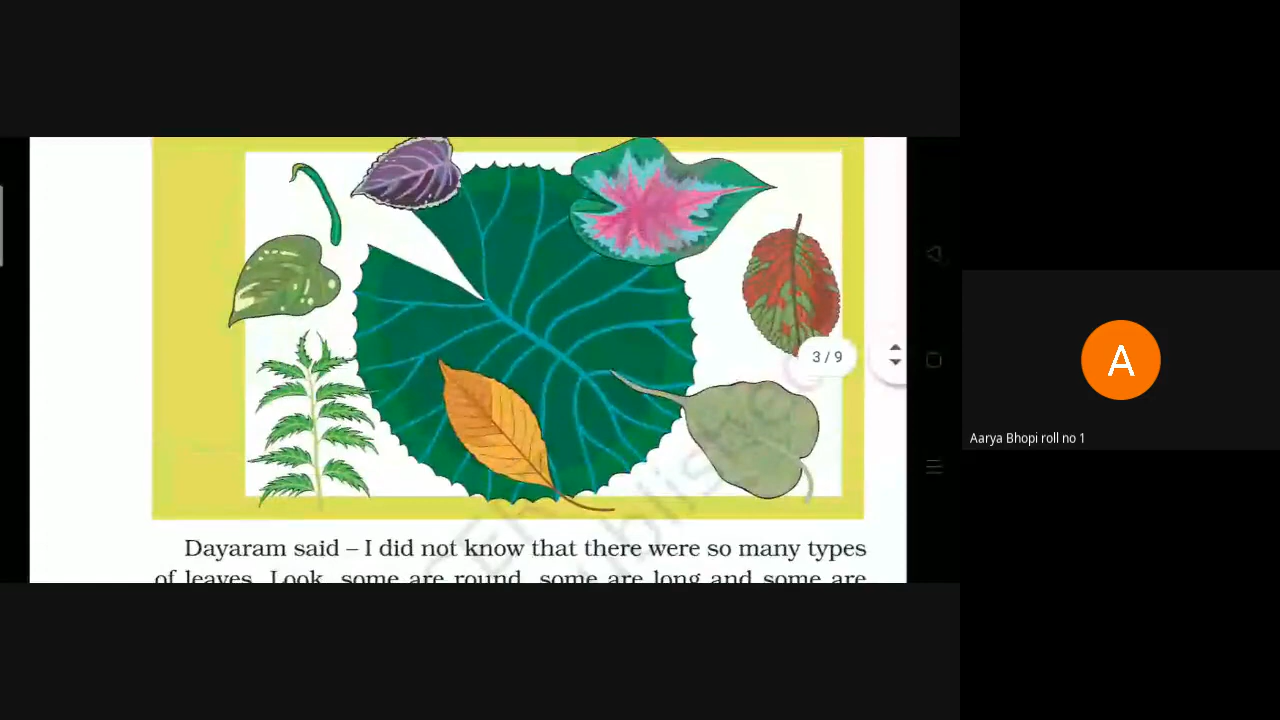 3 / 9
A
Aarya Bhopi roll no 1
Dayaram said – I did not know that there were so many types
of leaves. Look, some are round, some are long and some are